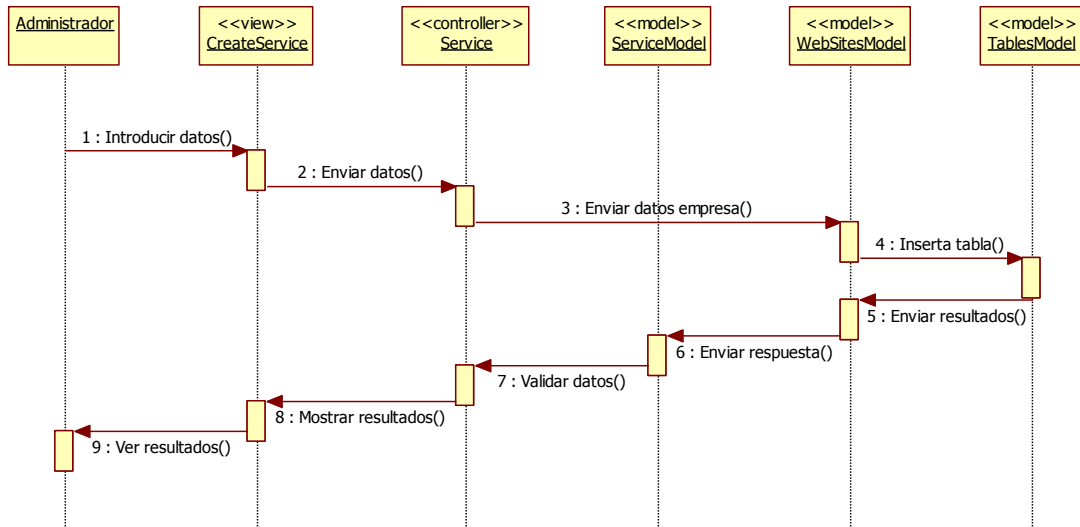 Administrador
<<view>>
CreateService
<<controller>>
Service
<<model>>
ServiceModel
<<model>>
WebSitesModel
<<model>>
TablesModel
1 : Introducir datos()
2 : Enviar datos()
3 : Enviar datos empresa()
4 : Inserta tabla()
5 : Enviar resultados()
6 : Enviar respuesta()
7 : Validar datos()
8 : Mostrar resultados()
9 : Ver resultados()